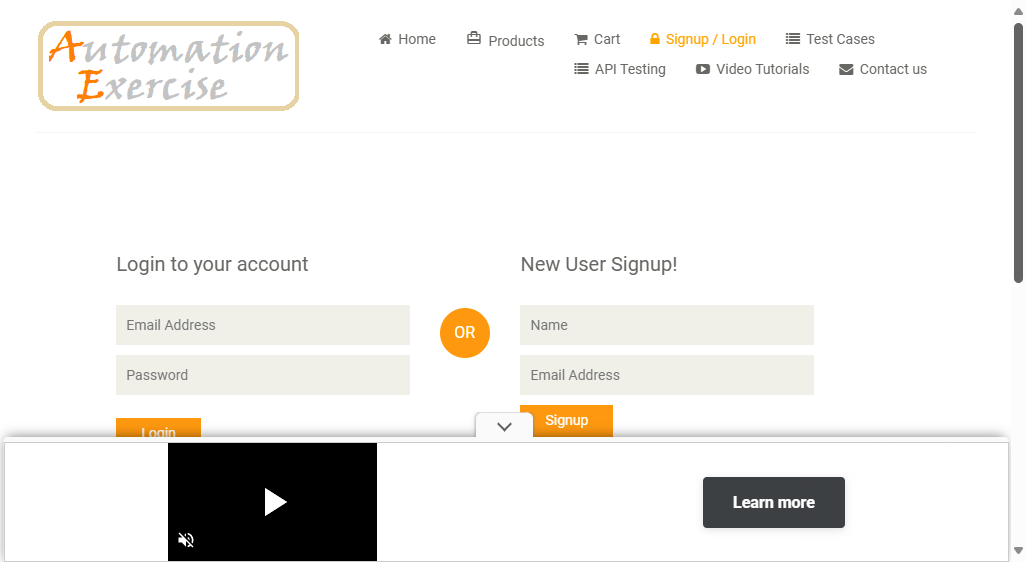 Automation
Exercise
Home
Products
Cart
Signup / Login
Test Cases
API Testing
Video Tutorials
Contact us
Login to your account
New User Signup!
Email Address
OR
Name
Password
Email Address
Login
Signup
Learn more